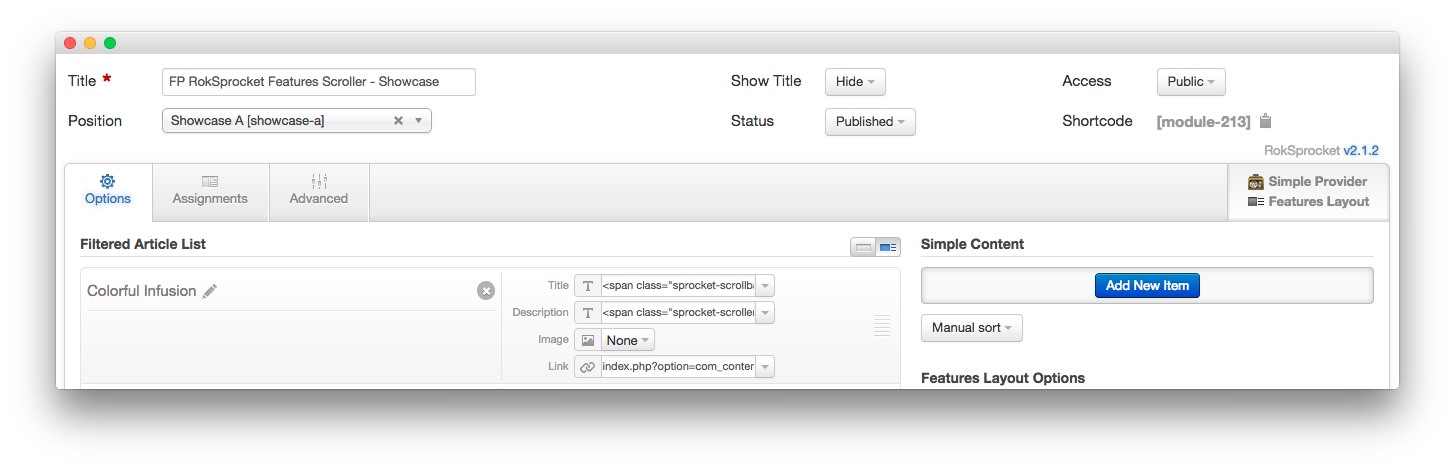 Title * FP RokSprocket Features Scroller - Showcase Show Title Hide Access Public
Position Showcase A [showcase-a] Status Published Shortcode [module-213]
RokSprocket v2.1.2
Options Assignments Advanced
Simple Provider
Features Layout
Filtered Article List
Colorful Infusion
Title T <span class="sprocket-scrollba
Description T <span class="sprocket-scroller
Image None
Link index.php?option=com_conten
Simple Content
Add New Item
Manual sort
Features Layout Options